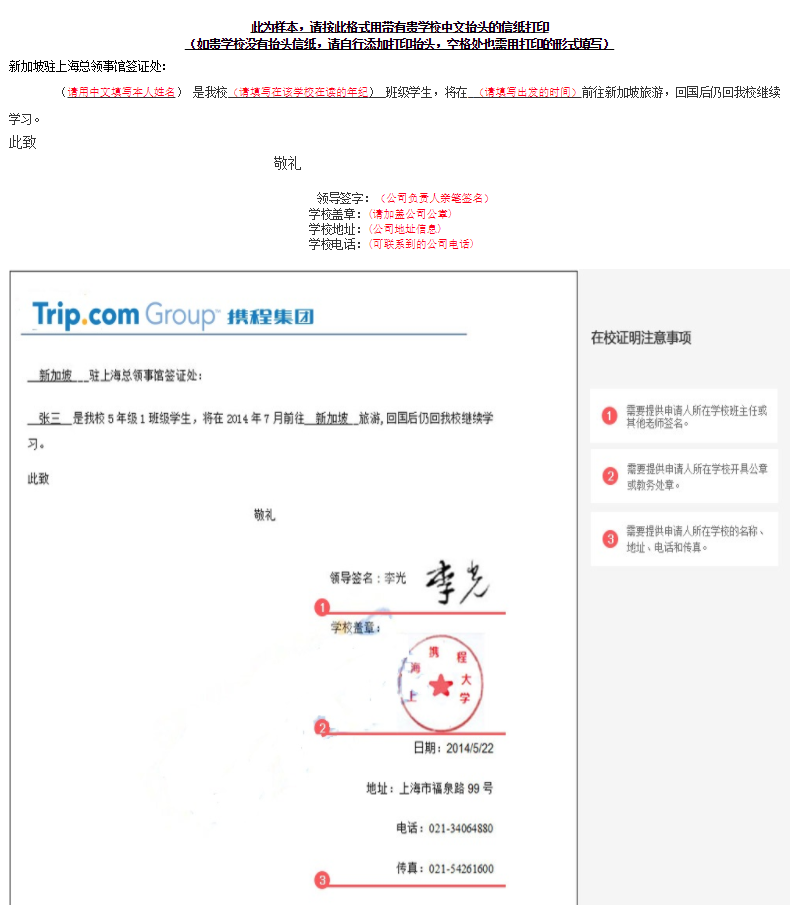 此为样本，请按此格式用带有贵学校中文抬头的信纸打印
（如贵学校没有抬头信纸，请自行添加打印抬头，空格处也需用打印的形式填写）
新加坡驻上海总领事馆签证处：
（请用中文填写本人姓名） 是我校（请填写在该学校在读的年纪） 班级学生，将在 （请填写出发的时间）前往新加坡旅游，回国后仍回我校继续
学习。
此致
敬礼
领导签字：（公司负责人亲笔签名）
学校盖章：(请加盖公司公章)
学校地址：(公司地址信息)
学校电话：(可联系到的公司电话)
Trip.com Group 携程集团
新加坡 驻上海总领事馆签证处：
张三 是我校 5 年级 1 班级学生，将在 2014 年 7 月前往 新加坡 旅游,回国后仍回我校继续学
习。
此致
敬礼
领导签名：李光 李光
1
学校盖章：
上海携程大学
2
日期：2014/5/22
地址：上海市福泉路 99 号
电话：021-34064880
传真：021-54261600
3
在校证明注意事项
1 需要提供申请人所在学校班主任或
其他老师签名。
2 需要提供申请人所在学校开具公章
或教务处章。
3 需要提供申请人所在学校的名称、
地址、电话和传真。